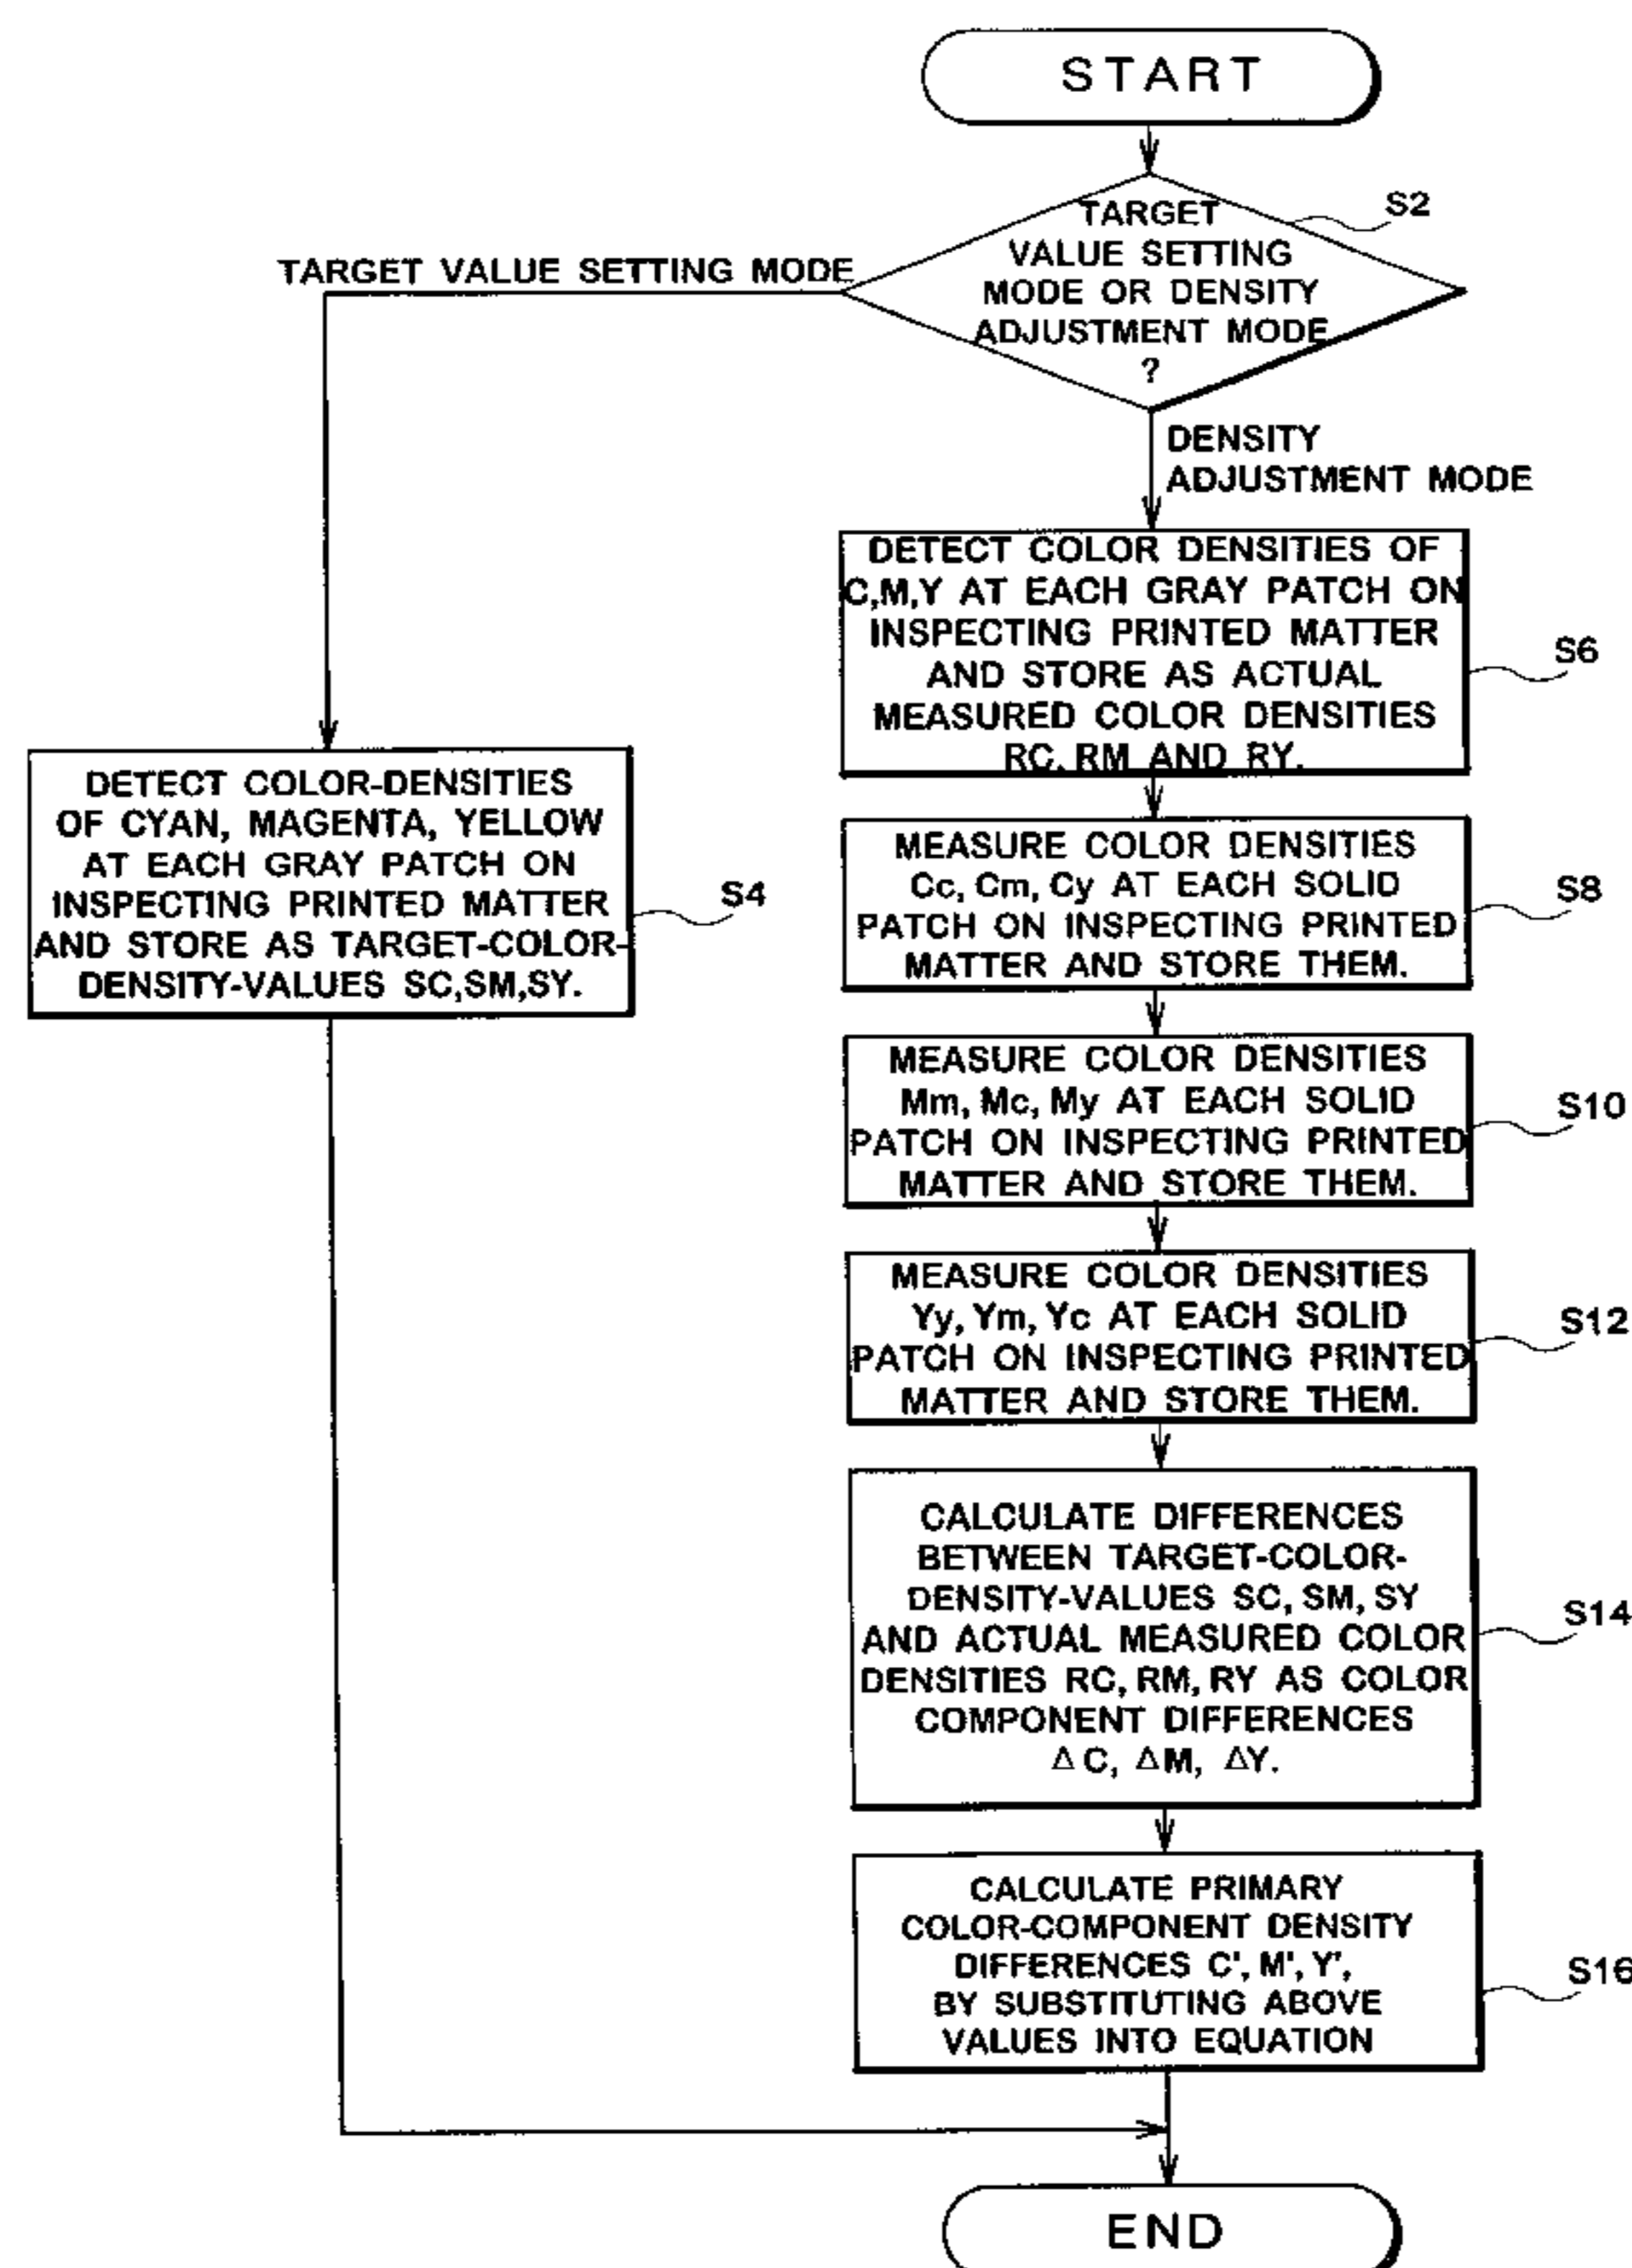 START
TARGET
VALUE SETTING
MODE OR DENSITY
ADJUSTMENT MODE
?
S2
TARGET VALUE SETTING MODE
DENSITY
ADJUSTMENT MODE
DETECT COLOR DENSITIES OF
C,M,Y AT EACH GRAY PATCH ON
INSPECTING PRINTED MATTER
AND STORE AS ACTUAL
MEASURED COLOR DENSITIES
RC, RM AND RY.
S6
DETECT COLOR-DENSITIES
OF CYAN, MAGENTA, YELLOW
AT EACH GRAY PATCH ON
INSPECTING PRINTED MATTER
AND STORE AS TARGET-COLOR-
DENSITY-VALUES SC,SM,SY.
S4
MEASURE COLOR DENSITIES
Cc, Cm, Cy AT EACH SOLID
PATCH ON INSPECTING PRINTED
MATTER AND STORE THEM.
S8
MEASURE COLOR DENSITIES
Mm, Mc, My AT EACH SOLID
PATCH ON INSPECTING PRINTED
MATTER AND STORE THEM.
S10
MEASURE COLOR DENSITIES
Yy, Ym, Yc AT EACH SOLID
PATCH ON INSPECTING PRINTED
MATTER AND STORE THEM.
S12
CALCULATE DIFFERENCES
BETWEEN TARGET-COLOR-
DENSITY-VALUES SC, SM, SY
AND ACTUAL MEASURED COLOR
DENSITIES RC, RM, RY AS COLOR
COMPONENT DIFFERENCES
ΔC, ΔM, ΔY.
S14
CALCULATE PRIMARY
COLOR-COMPONENT DENSITY
DIFFERENCES C', M', Y',
BY SUBSTITUTING ABOVE
VALUES INTO EQUATION
S16
END